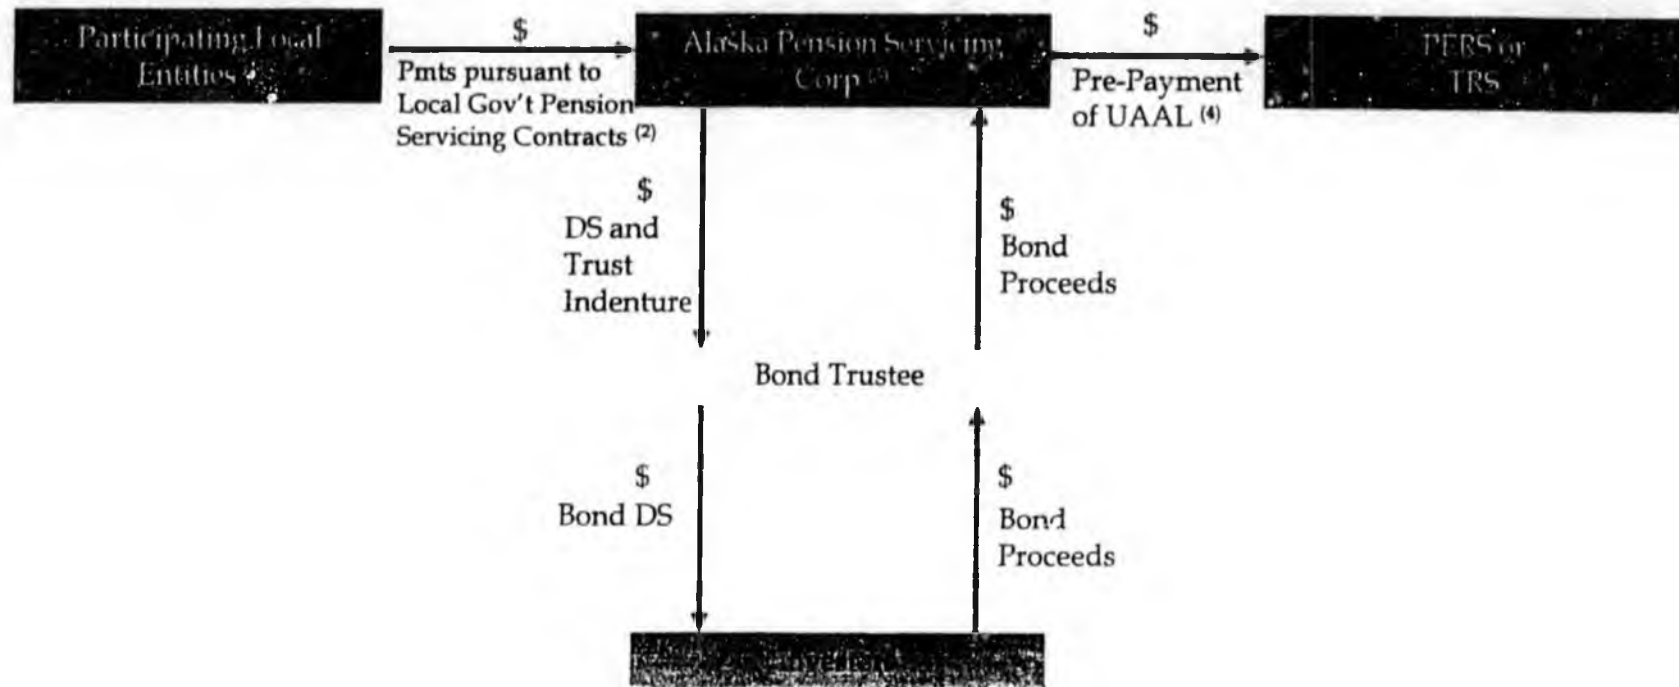 Participating Local
Entities
$
Pmts pursuant to
Local Gov't Pension
Servicing Contracts (2)
Alaska Pension Servicing
Corp
$
Pre-Payment
of UAAL (4)
PERS or
TRS
$
DS and
Trust
Indenture
$
Bond
Proceeds
Bond Trustee
$
Bond DS
$
Bond
Proceeds
Investors